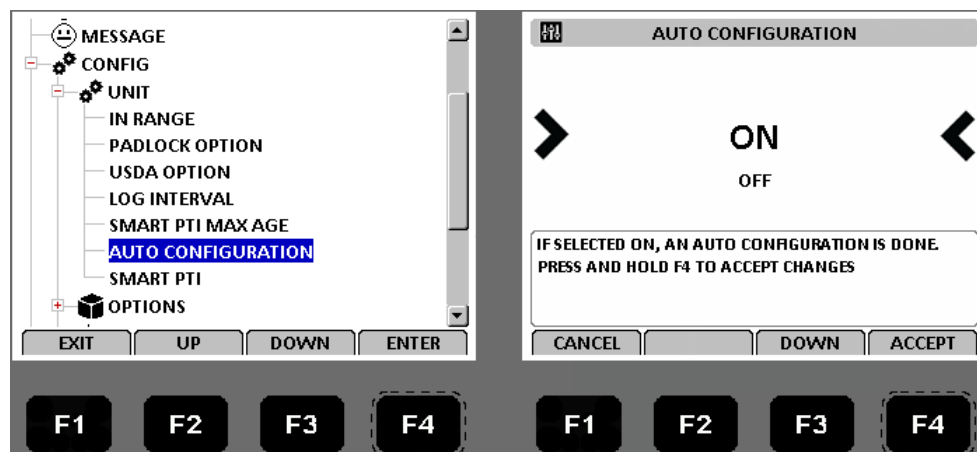 MESSAGE
CONFIG
UNIT
IN RANGE
PADLOCK OPTION
USDA OPTION
LOG INTERVAL
SMART PTI MAX AGE
AUTO CONFIGURATION
SMART PTI
OPTIONS
EXIT UP DOWN ENTER
F1 F2 F3 F4
AUTO CONFIGURATION
ON
OFF
IF SELECTED ON, AN AUTO CONFIGURATION IS DONE.
PRESS AND HOLD F4 TO ACCEPT CHANGES
CANCEL DOWN ACCEPT
F1 F2 F3 F4